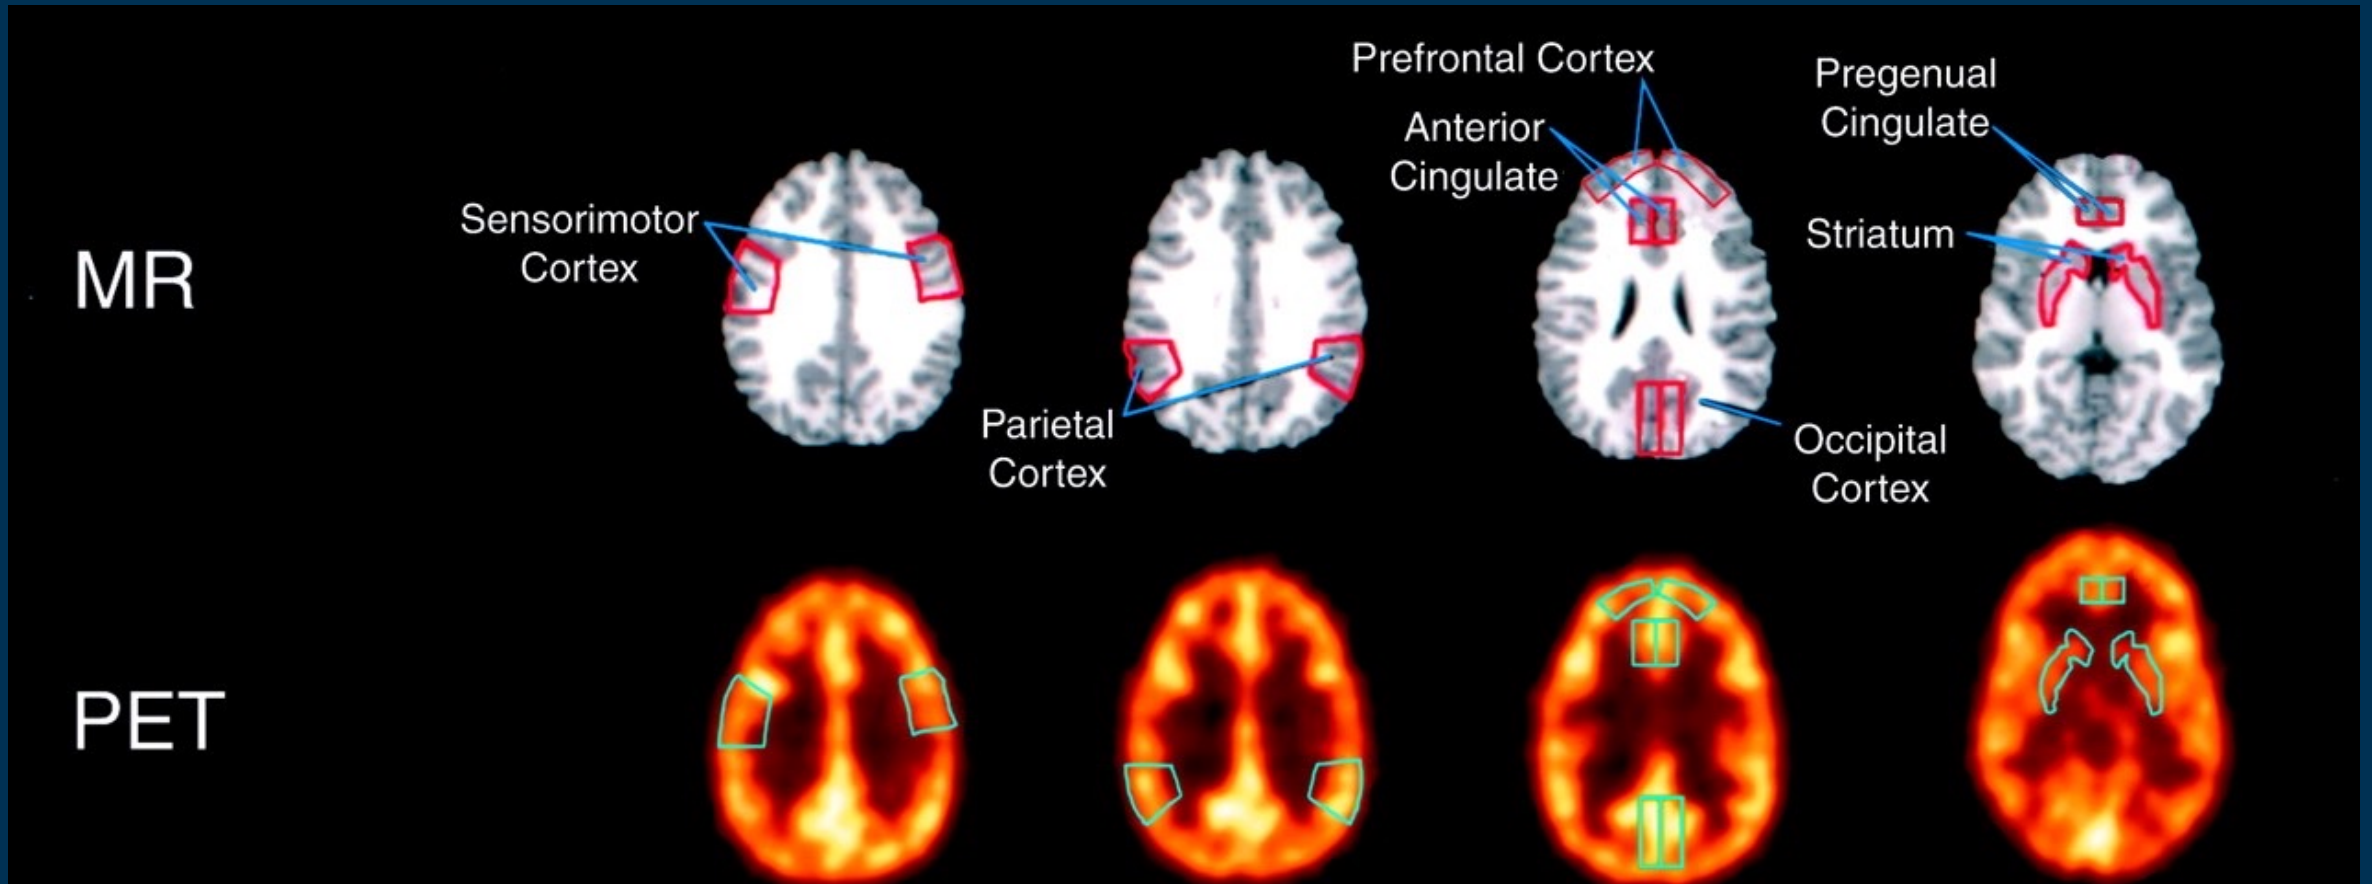 Prefrontal Cortex
Pregenual
Cingulate
Anterior
Cingulate
Sensorimotor
Cortex
Striatum
MR
Parietal
Cortex
Occipital
Cortex
PET